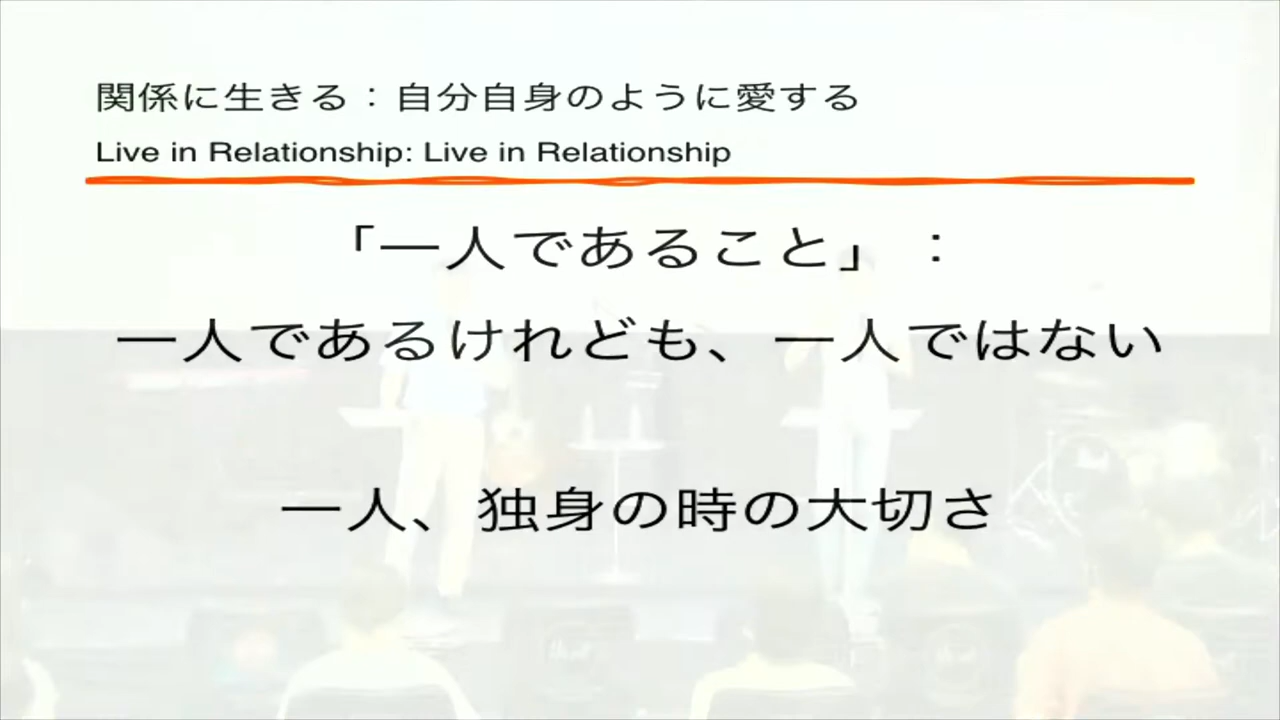 関係に生きる：自分自身のように愛する
Live in Relationship: Live in Relationship
「一人であること」：
一人であるけれども、一人ではない
一人、独身の時の大切さ